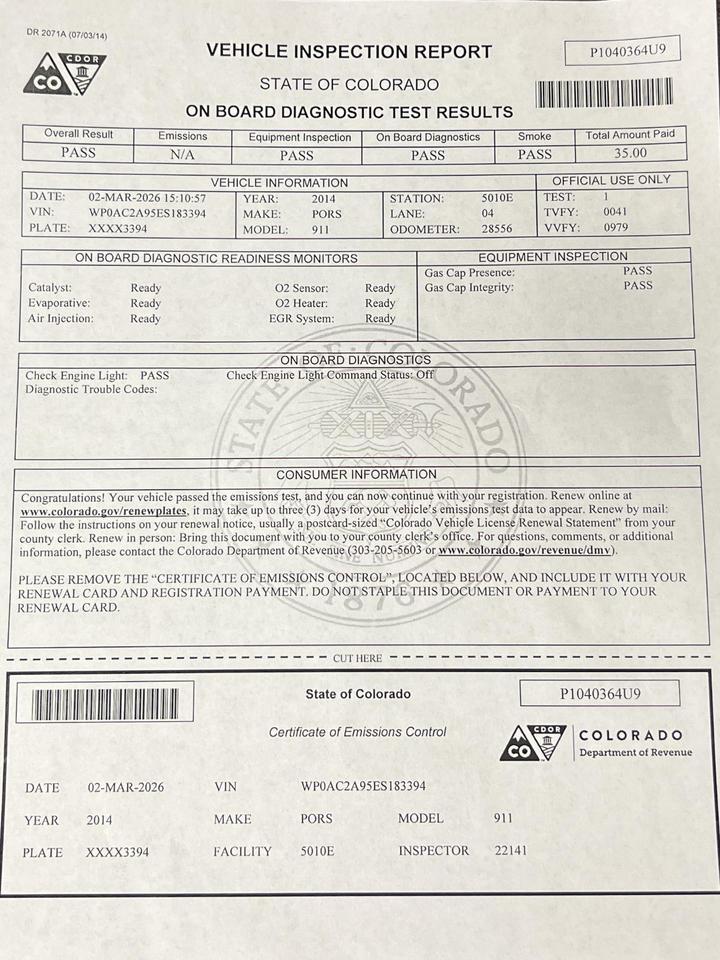 DR 2071A (07/03/14)
CDOR
CO
VEHICLE INSPECTION REPORT
P1040364U9
STATE OF COLORADO
ON BOARD DIAGNOSTIC TEST RESULTS
Overall Result Emissions Equipment Inspection On Board Diagnostics Smoke Total Amount Paid
PASS N/A PASS PASS PASS 35.00
VEHICLE INFORMATION OFFICIAL USE ONLY
DATE: 02-MAR-2026 15:10:57 YEAR: 2014 STATION: 5010E TEST: 1
VIN: WP0AC2A95ES183394 MAKE: PORS LANE: 04 TVFY: 0041
PLATE: XXXX3394 MODEL: 911 ODOMETER: 28556 VVFY: 0979
ON BOARD DIAGNOSTIC READINESS MONITORS EQUIPMENT INSPECTION
Gas Cap Presence: PASS
Catalyst: Ready O2 Sensor: Ready Gas Cap Integrity: PASS
Evaporative: Ready O2 Heater: Ready
Air Injection: Ready EGR System: Ready
ON BOARD DIAGNOSTICS
Check Engine Light: PASS Check Engine Light Command Status: Off
Diagnostic Trouble Codes:
STATE OF COLORADO
1876
CONSUMER INFORMATION
Congratulations! Your vehicle passed the emissions test, and you can now continue with your registration. Renew online at
www.colorado.gov/renewplates, it may take up to three (3) days for your vehicle's emissions test data to appear. Renew by mail:
Follow the instructions on your renewal notice, usually a postcard-sized "Colorado Vehicle License Renewal Statement" from your
county clerk. Renew in person: Bring this document with you to your county clerk's office. For questions, comments, or additional
information, please contact the Colorado Department of Revenue (303-205-5603 or www.colorado.gov/revenue/dmv).
PLEASE REMOVE THE "CERTIFICATE OF EMISSIONS CONTROL", LOCATED BELOW, AND INCLUDE IT WITH YOUR
RENEWAL CARD AND REGISTRATION PAYMENT. DO NOT STAPLE THIS DOCUMENT OR PAYMENT TO YOUR
RENEWAL CARD.
CUT HERE
State of Colorado
P1040364U9
Certificate of Emissions Control
CDOR
CO
COLORADO
Department of Revenue
DATE 02-MAR-2026 VIN WP0AC2A95ES183394
YEAR 2014 MAKE PORS MODEL 911
PLATE XXXX3394 FACILITY 5010E INSPECTOR 22141